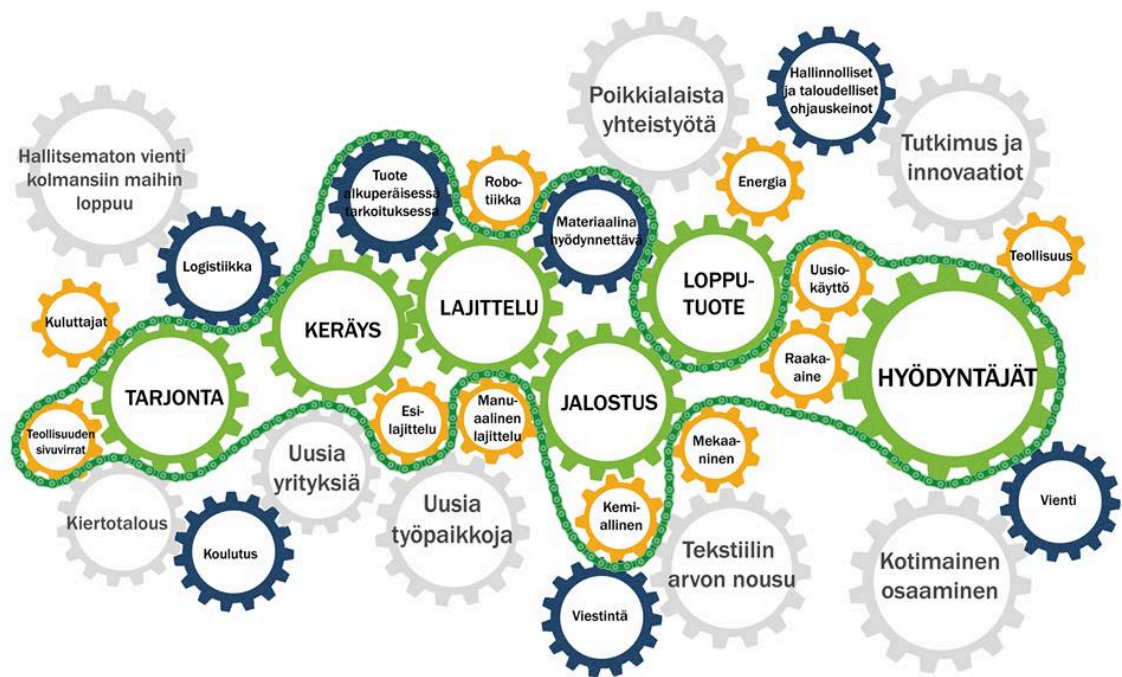 Poikkialaista
yhteistyötä
Hallinnolliset
ja taloudelliset
ohjauskeinot
Tutkimus ja
innovaatiot
Hallitsematon vienti
kolmansiin maihin
loppuu
Tuote
alkuperäisessä
tarkoituksessa
Robo-
tiikka
Energia
Materiaalina
hyödynnettävä
Logistiikka
Teollisuus
Uusio-
käyttö
Kuluttajat
KERÄYS
LAJITTELU
LOPPU-
TUOTE
Raaka-
aine
HYÖDYNTÄJÄT
TARJONTA
JALOSTUS
Teollisuuden
sivuvirrat
Esi-
lajittelu
Manu-
aalinen
lajittelu
Mekaa-
ninen
Uusia
yrityksiä
Kiertotalous
Koulutus
Uusia
työpaikkoja
Kemi-
allinen
Tekstiilin
arvon nousu
Kotimainen
osaaminen
Vienti
Viestintä